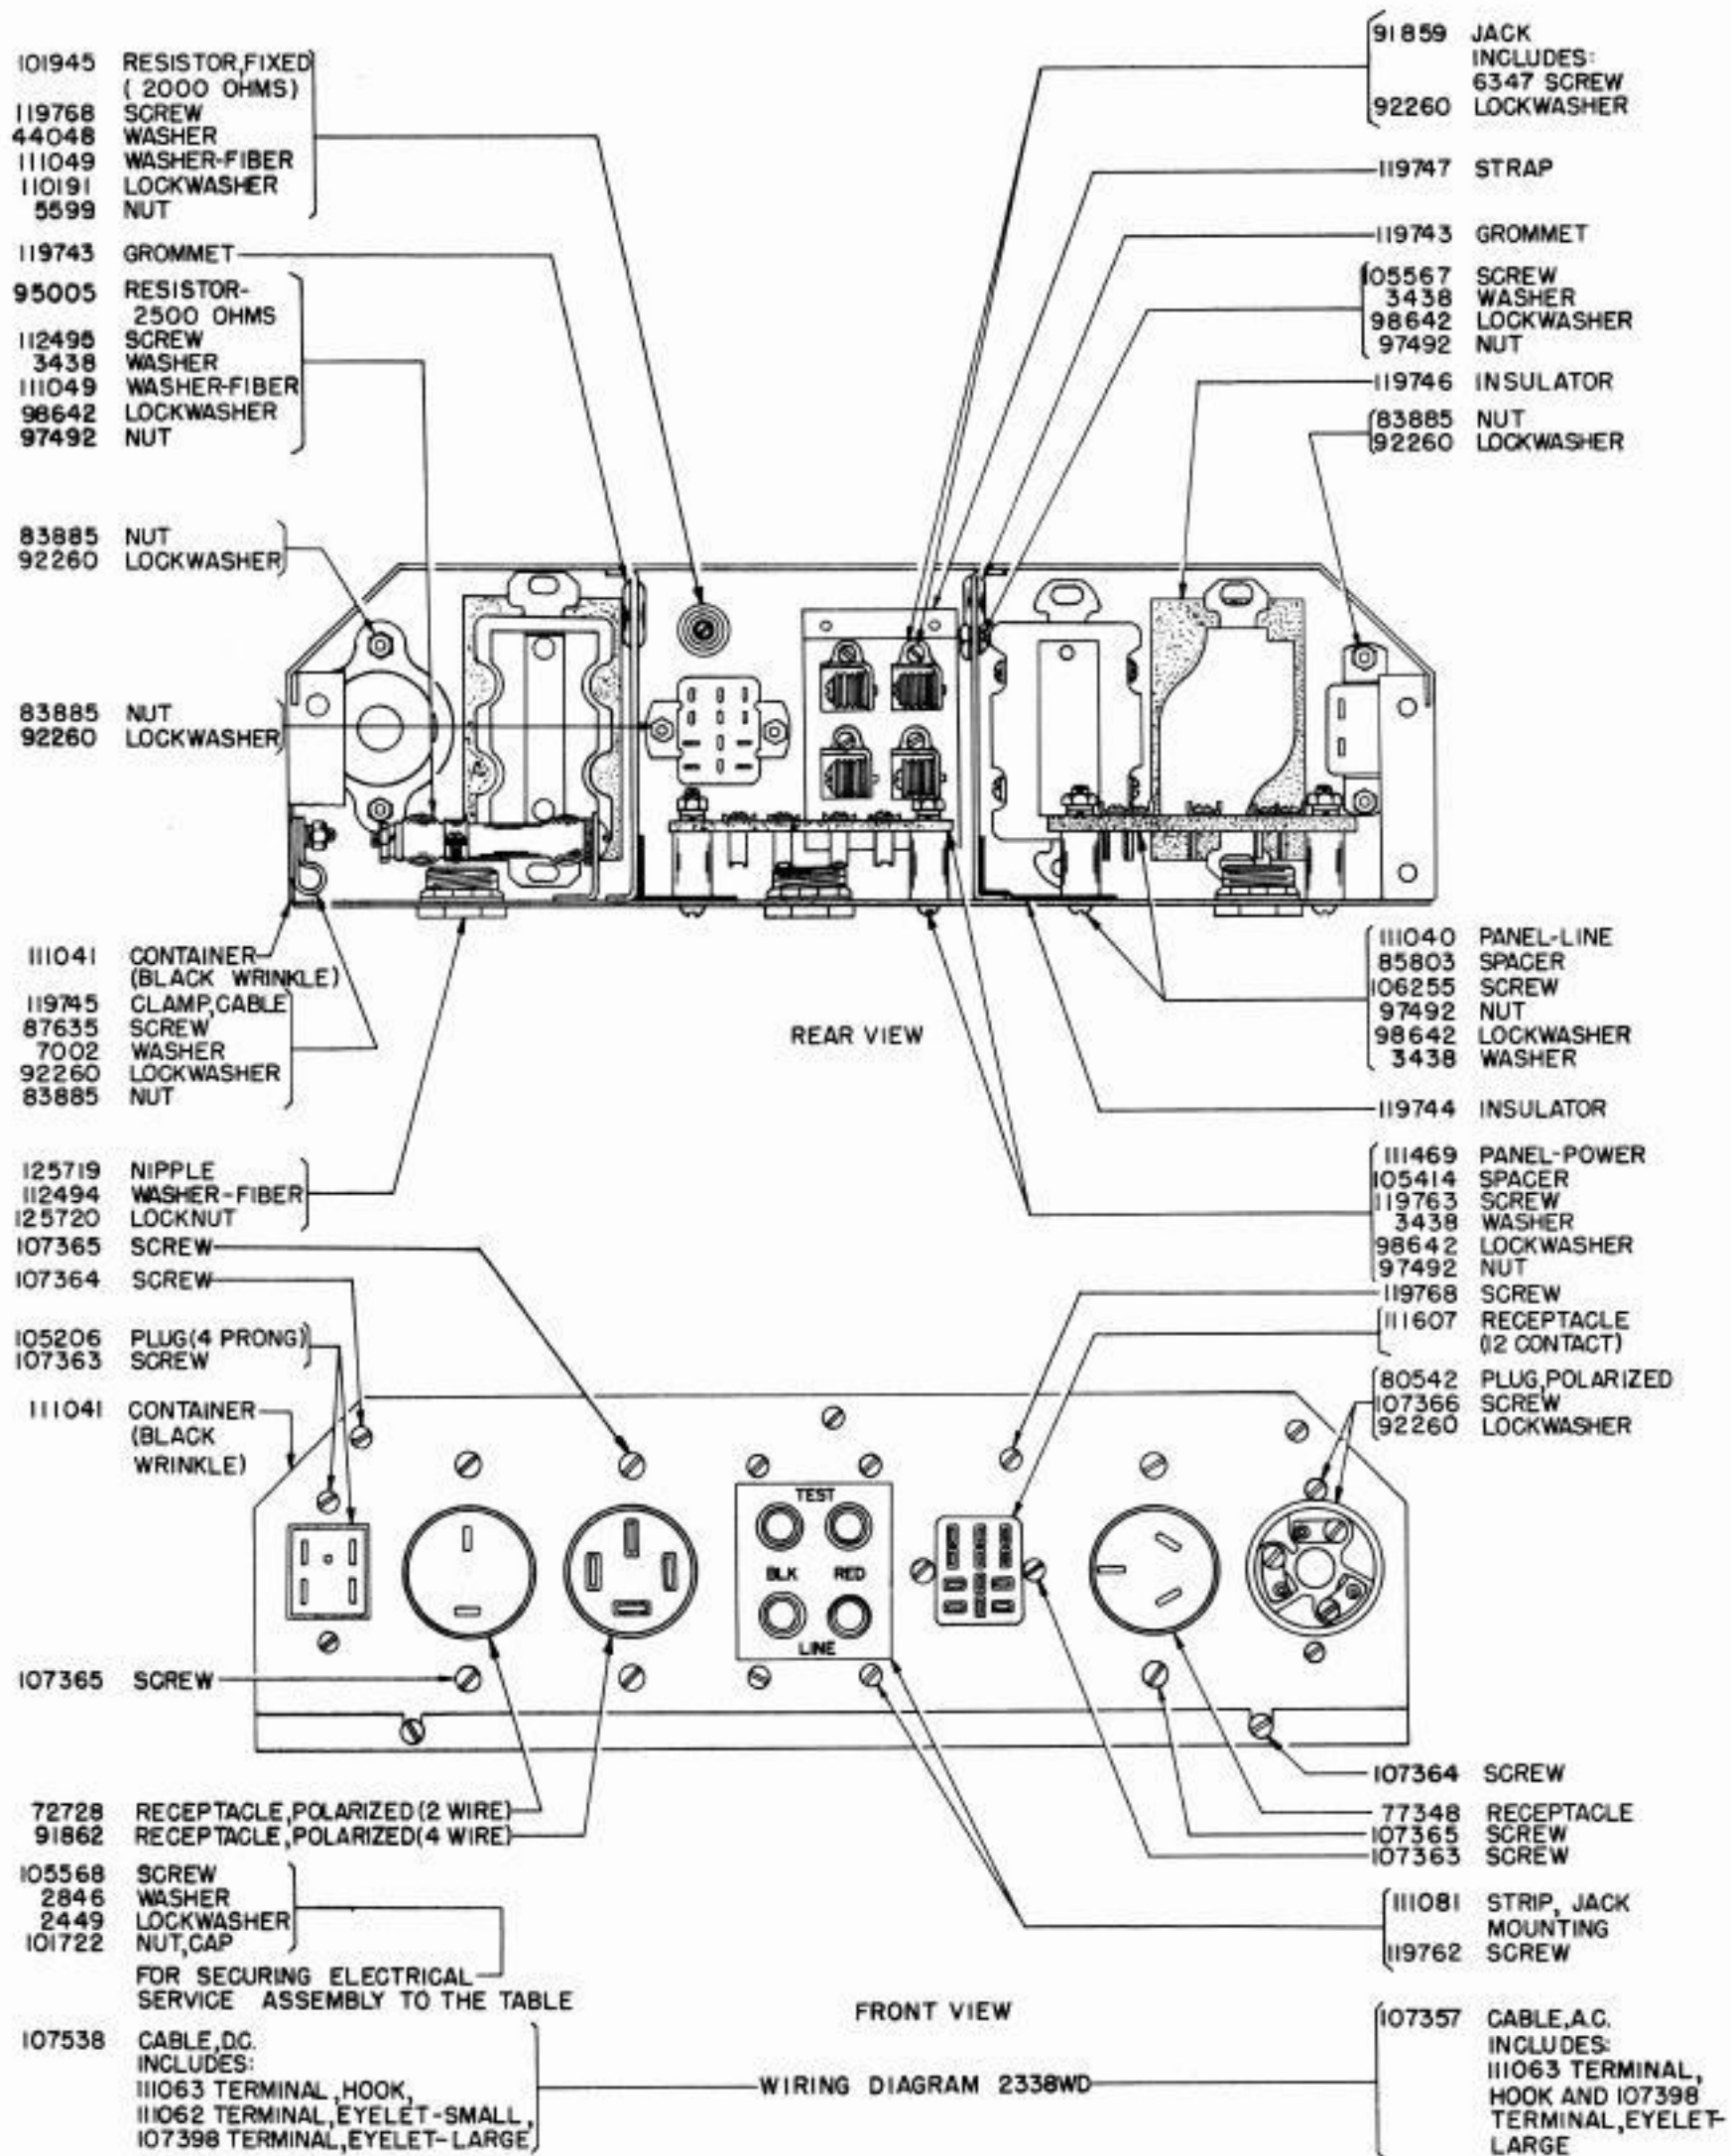 101945 RESISTOR,FIXED
(2000 OHMS)
119768 SCREW
44048 WASHER
111049 WASHER-FIBER
110191 LOCKWASHER
5599 NUT
119743 GROMMET
95005 RESISTOR-
2500 OHMS
112495 SCREW
3438 WASHER
111049 WASHER-FIBER
98642 LOCKWASHER
97492 NUT
83885 NUT
92260 LOCKWASHER
83885 NUT
92260 LOCKWASHER
91859 JACK
INCLUDES:
6347 SCREW
92260 LOCKWASHER
119747 STRAP
119743 GROMMET
105567 SCREW
3438 WASHER
98642 LOCKWASHER
97492 NUT
119746 INSULATOR
83885 NUT
92260 LOCKWASHER
111041 CONTAINER
(BLACK WRINKLE)
119745 CLAMP,CABLE
87635 SCREW
7002 WASHER
92260 LOCKWASHER
83885 NUT
125719 NIPPLE
112494 WASHER-FIBER
125720 LOCKNUT
107365 SCREW
107364 SCREW
105206 PLUG(4 PRONG)
107363 SCREW
111041 CONTAINER
(BLACK
WRINKLE)
REAR VIEW
111040 PANEL-LINE
85803 SPACER
106255 SCREW
97492 NUT
98642 LOCKWASHER
3438 WASHER
119744 INSULATOR
111469 PANEL-POWER
105414 SPACER
119763 SCREW
3438 WASHER
98642 LOCKWASHER
97492 NUT
119768 SCREW
111607 RECEPTACLE
(12 CONTACT)
80542 PLUG,POLARIZED
107366 SCREW
92260 LOCKWASHER
TEST
BLK RED
LINE
107365 SCREW
72728 RECEPTACLE,POLARIZED(2 WIRE)
91862 RECEPTACLE,POLARIZED(4 WIRE)
105568 SCREW
2846 WASHER
2449 LOCKWASHER
101722 NUT,CAP
FOR SECURING ELECTRICAL
SERVICE ASSEMBLY TO THE TABLE
107364 SCREW
77348 RECEPTACLE
107365 SCREW
107363 SCREW
111081 STRIP, JACK
MOUNTING
119762 SCREW
FRONT VIEW
107538 CABLE,D.C.
INCLUDES:
111063 TERMINAL,HOOK,
111062 TERMINAL,EYELET-SMALL,
107398 TERMINAL,EYELET-LARGE
WIRING DIAGRAM 2338WD
107357 CABLE,A.C.
INCLUDES:
111063 TERMINAL,
HOOK AND 107398
TERMINAL,EYELET-
LARGE